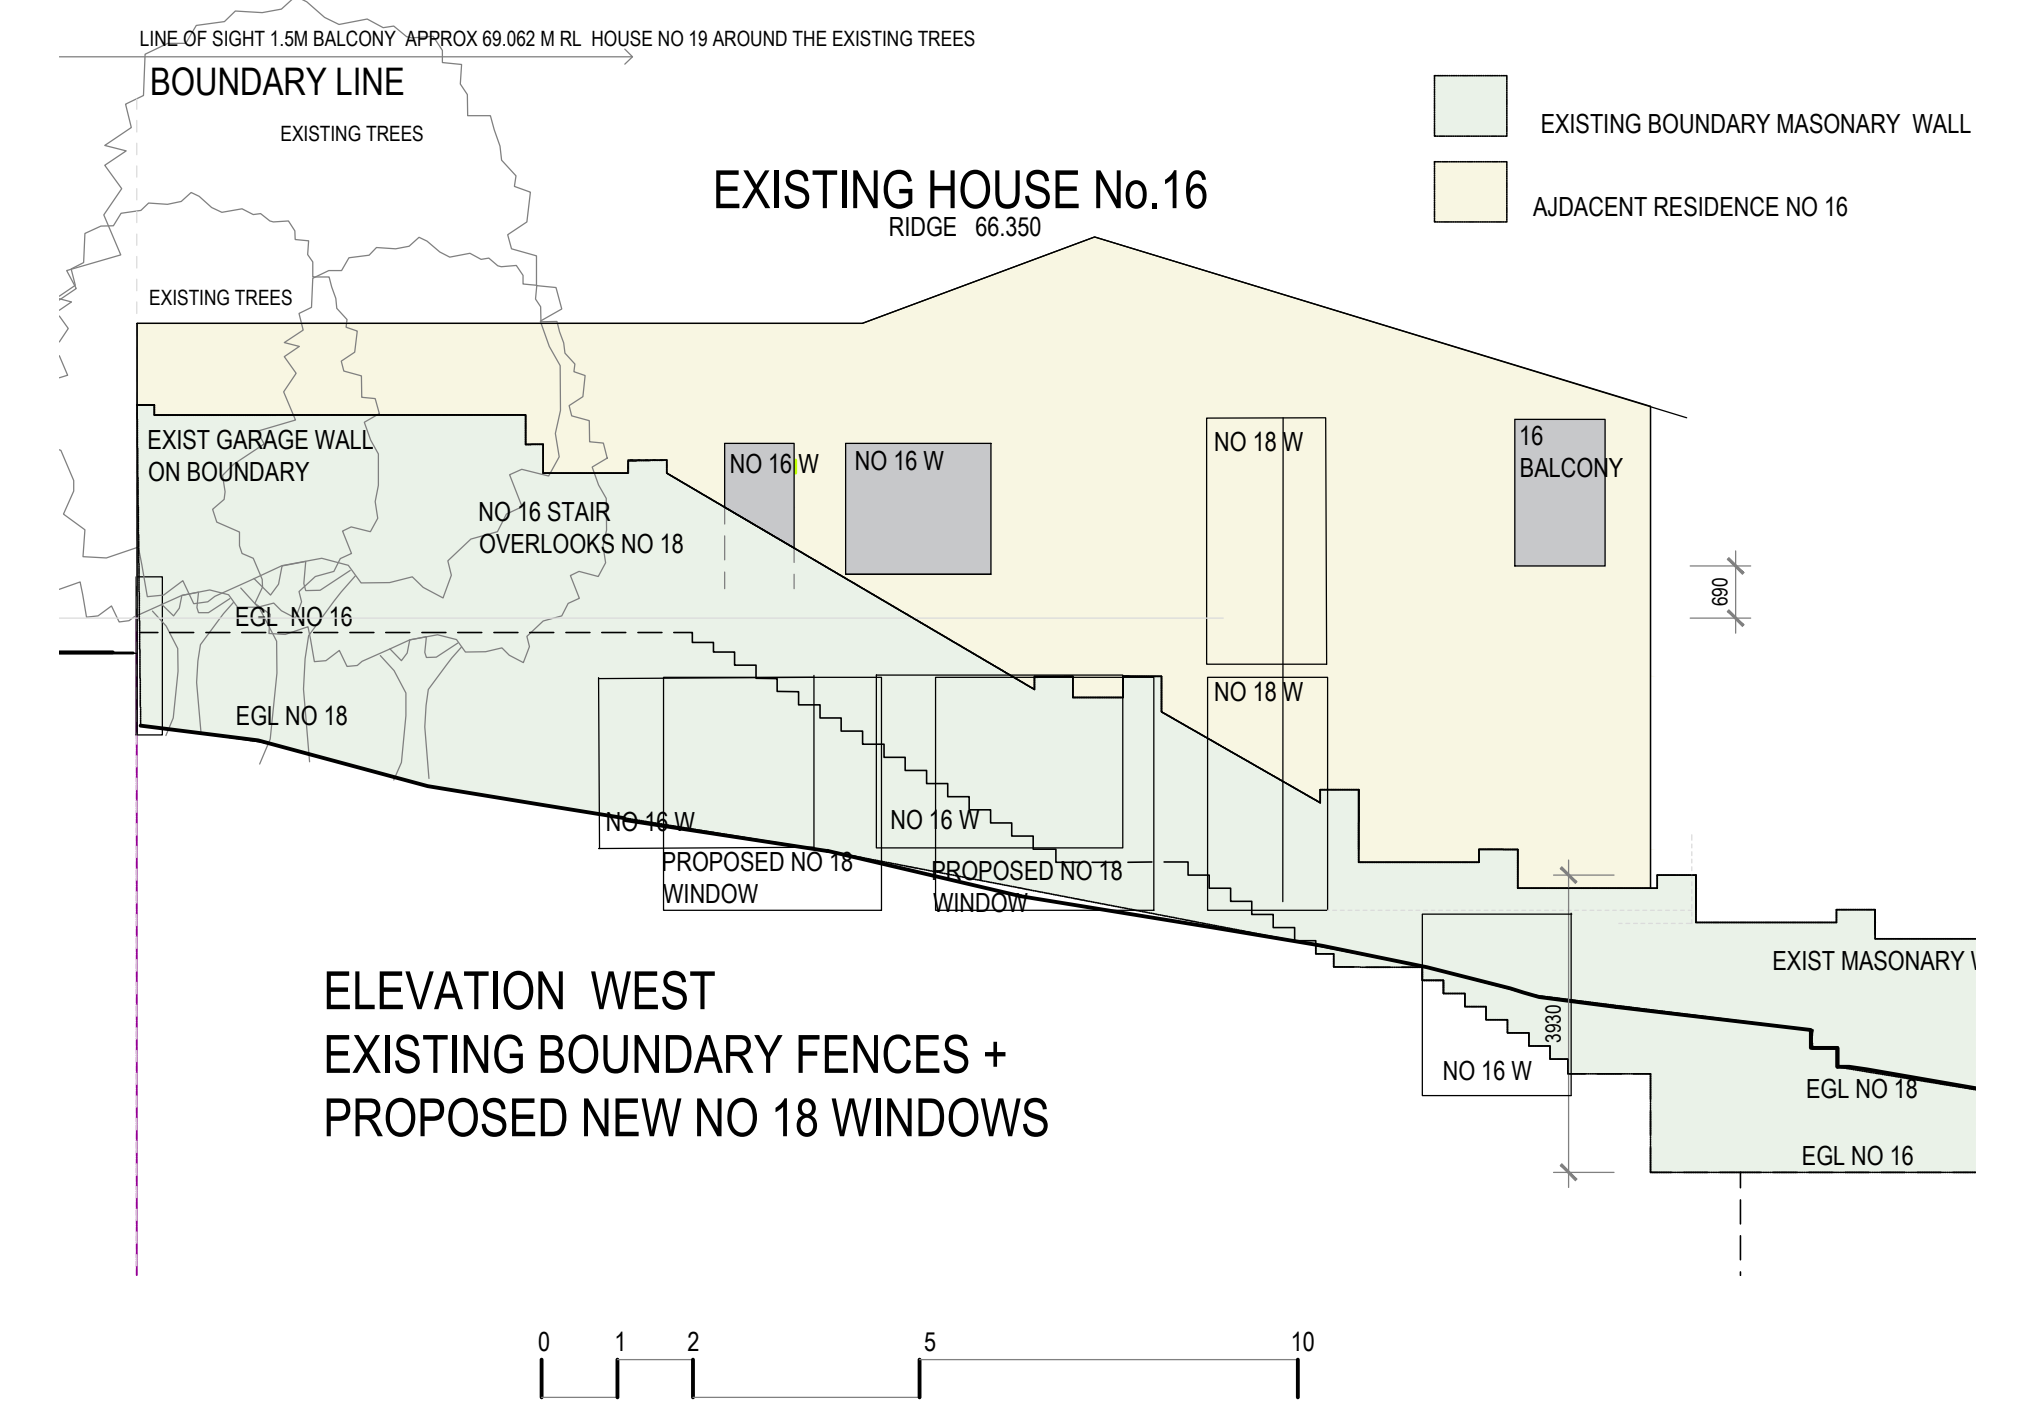 LINE OF SIGHT 1.5M BALCONY APPROX 69.062 M RL HOUSE NO 19 AROUND THE EXISTING TREES
BOUNDARY LINE
EXISTING TREES
EXISTING BOUNDARY MASONARY WALL
AJDACENT RESIDENCE NO 16
EXISTING HOUSE No.16
RIDGE 66.350
EXISTING TREES
EXIST GARAGE WALL
ON BOUNDARY
NO 16 W
NO 16 W
NO 18 W
16
BALCONY
NO 16 STAIR
OVERLOOKS NO 18
690
EGL NO 16
EGL NO 18
NO 18 W
NO 16 W
NO 16 W
PROPOSED NO 18
WINDOW
PROPOSED NO 18
WINDOW
EXIST MASONARY
3930
NO 16 W
EGL NO 18
EGL NO 16
ELEVATION WEST
EXISTING BOUNDARY FENCES +
PROPOSED NEW NO 18 WINDOWS
0 1 2 5 10